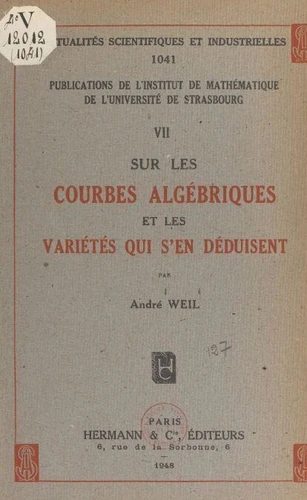 4° V
12012
(1041)
ACTUALITÉS SCIENTIFIQUES ET INDUSTRIELLES
1041
PUBLICATIONS DE L'INSTITUT DE MATHÉMATIQUE
DE L'UNIVERSITÉ DE STRASBOURG
VII
SUR LES
COURBES ALGÉBRIQUES
ET LES
VARIÉTÉS QUI S'EN DÉDUISENT
PAR
André WEIL
127
HC
PARIS
HERMANN & Cie, ÉDITEURS
6, rue de la Sorbonne, 6
1948